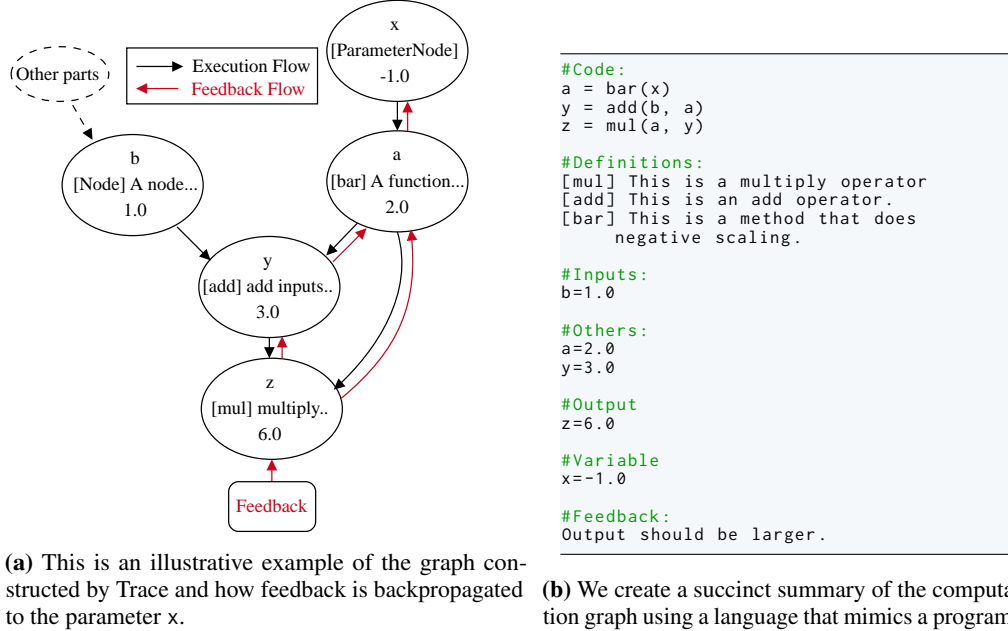 Other parts
Execution Flow
Feedback Flow
x
[ParameterNode]
-1.0
b
[Node] A node...
1.0
a
[bar] A function...
2.0
y
[add] add inputs..
3.0
z
[mul] multiply..
6.0
Feedback
(a) This is an illustrative example of the graph con-
structed by Trace and how feedback is backpropagated
to the parameter x.
#Code:
a = bar(x)
y = add(b, a)
z = mul(a, y)
#Definitions:
[mul] This is a multiply operator
[add] This is an add operator.
[bar] This is a method that does
negative scaling.
#Inputs:
b=1.0
#Others:
a=2.0
y=3.0
#Output
z=6.0
#Variable
x=-1.0
#Feedback:
Output should be larger.
(b) We create a succinct summary of the computa
tion graph using a language that mimics a program